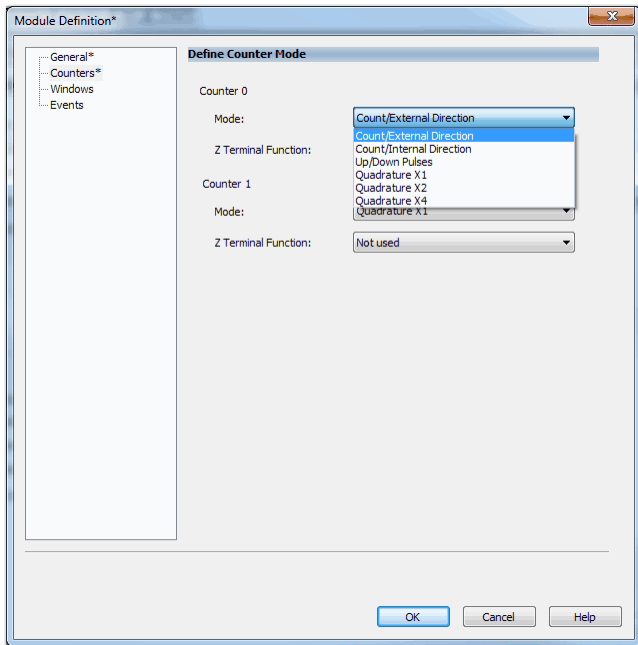 Module Definition*
General*
Counters*
Windows
Events
Define Counter Mode
Counter 0
Mode: Count/External Direction
Count/External Direction
Count/Internal Direction
Up/Down Pulses
Quadrature X1
Quadrature X2
Quadrature X4
Z Terminal Function:
Counter 1
Mode: Quadrature X1
Z Terminal Function: Not used
OK Cancel Help